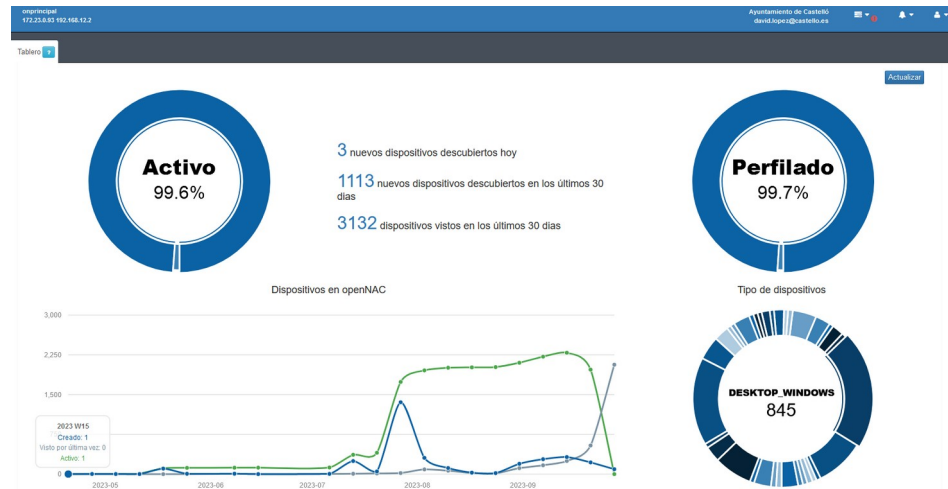 onprincipal
172.23.0.93 192.168.12.2
Ayuntamiento de Castelló
david.lopez@castello.es
Tablero
Actualizar
Activo
99.6%
3 nuevos dispositivos descubiertos hoy
1113 nuevos dispositivos descubiertos en los últimos 30
dias
3132 dispositivos vistos en los últimos 30 dias
Perfilado
99.7%
Dispositivos en openNAC
3,000
2,250
1,500
0
2023 W15
Creado: 1
Visto por última vez: 0
Activo: 1
2023-05
2023-06
2023-07
2023-08
2023-09
Tipo de dispositivos
DESKTOP_WINDOWS
845